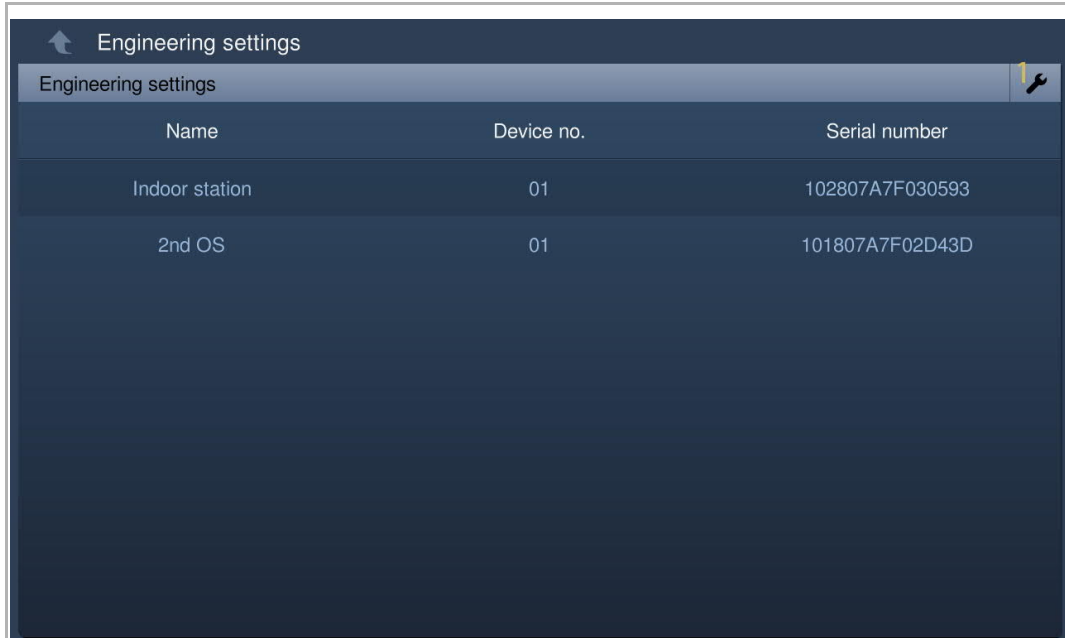 Engineering settings
Engineering settings 1
Name Device no. Serial number
Indoor station 01 102807A7F030593
2nd OS 01 101807A7F02D43D